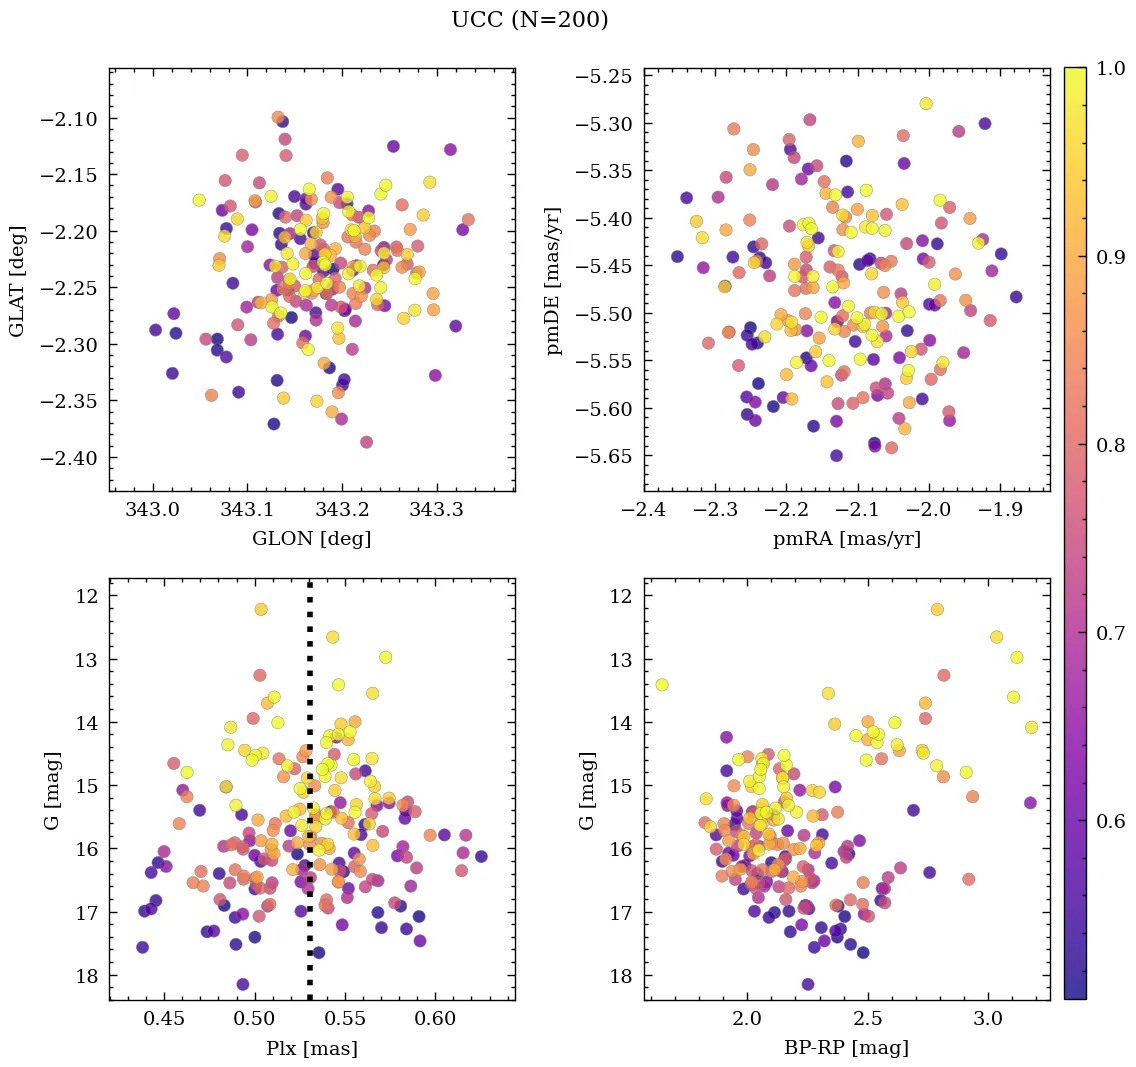 UCC (N=200)
−2.10
−2.15
−2.20
−2.25
−2.30
−2.35
−2.40
GLAT [deg]
343.0 343.1 343.2 343.3
GLON [deg]
−5.25
−5.30
−5.35
−5.40
−5.45
−5.50
−5.55
−5.60
−5.65
pmDE [mas/yr]
−2.4 −2.3 −2.2 −2.1 −2.0 −1.9
pmRA [mas/yr]
12
13
14
15
16
17
18
G [mag]
0.45 0.50 0.55 0.60
Plx [mas]
12
13
14
15
16
17
18
G [mag]
2.0 2.5 3.0
BP-RP [mag]
1.0
0.9
0.8
0.7
0.6